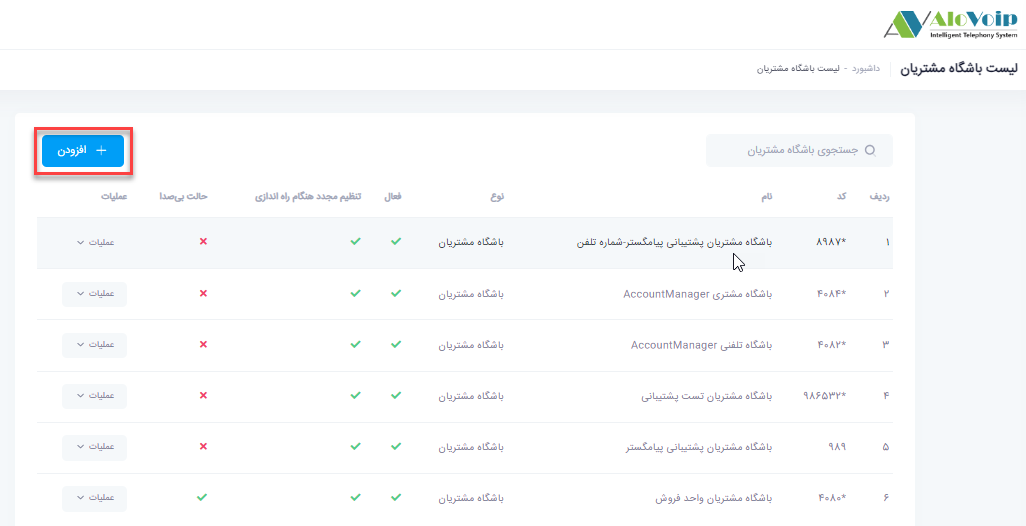 AloVoip
Intelligent Telephony System
لیست باشگاه مشتریان داشبورد - لیست باشگاه مشتریان
جستجوی باشگاه مشتریان
افزودن +
ردیف کد نام نوع فعال تنظیم مجدد هنگام راه اندازی حالت بی‌صدا عملیات
۱ *۸۹۸۷ باشگاه مشتریان پشتیبانی پیامگستر-شماره تلفن باشگاه مشتریان عملیات
۲ *۴۰۸۴ باشگاه مشتری AccountManager باشگاه مشتریان عملیات
۳ *۴۰۸۲ باشگاه تلفنی AccountManager باشگاه مشتریان عملیات
۴ *۹۸۶۵۳۲ باشگاه مشتریان تست پشتیبانی باشگاه مشتریان عملیات
۵ ۹۸۹ باشگاه مشتریان پشتیبانی پیامگستر باشگاه مشتریان عملیات
۶ *۴۰۸۰ باشگاه مشتریان واحد فروش باشگاه مشتریان عملیات